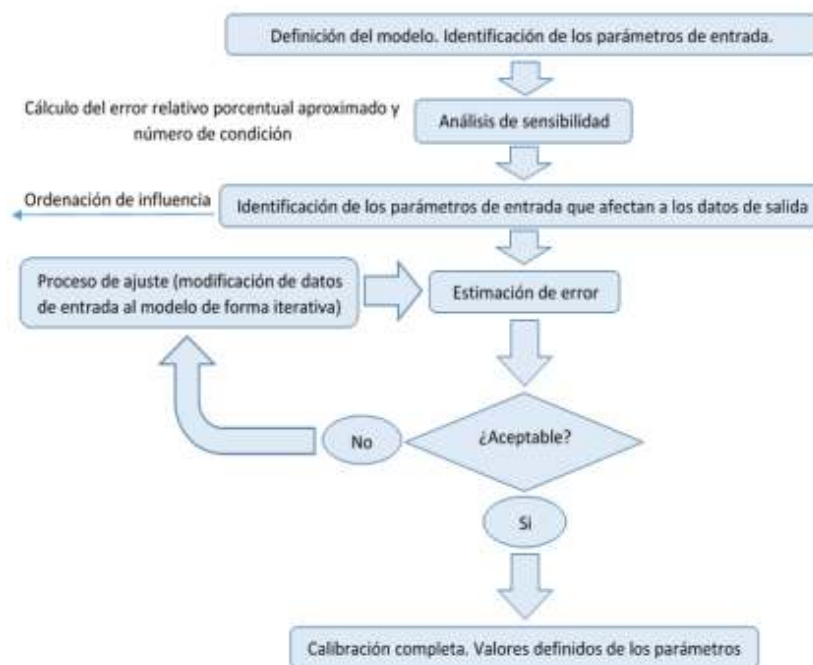 Definición del modelo. Identificación de los parámetros de entrada.
Cálculo del error relativo porcentual aproximado y
número de condición
Análisis de sensibilidad
Ordenación de influencia
Identificación de los parámetros de entrada que afectan a los datos de salida
Proceso de ajuste (modificación de datos
de entrada al modelo de forma iterativa)
Estimación de error
¿Aceptable?
No
Si
Calibración completa. Valores definidos de los parámetros